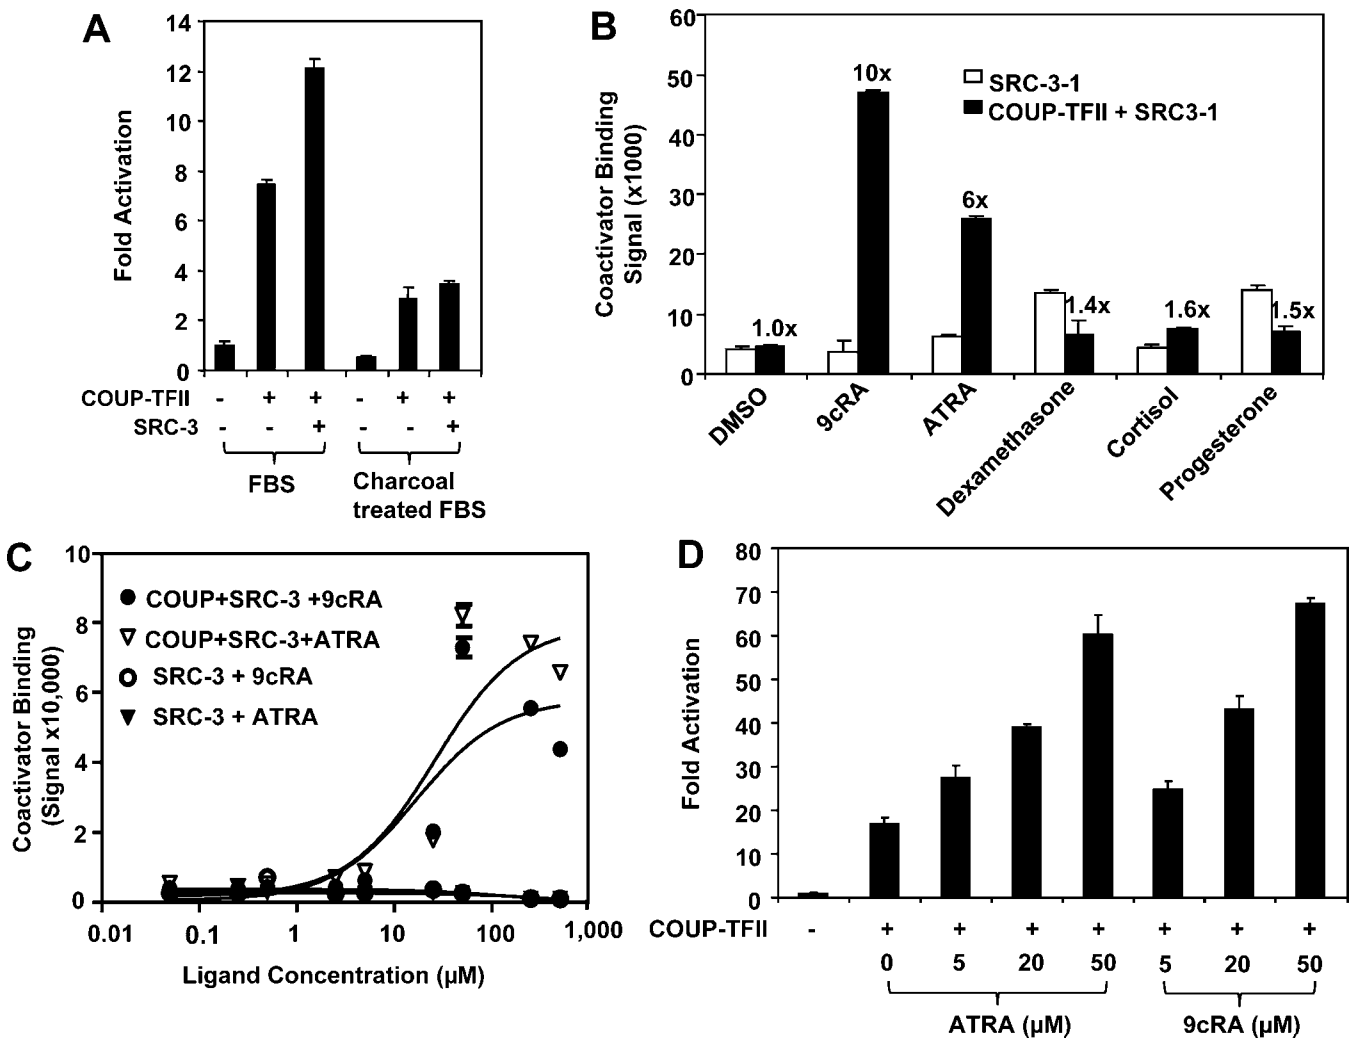 A
14
12
10
8
6
4
2
0
Fold Activation
COUP-TFII - + + - + +
SRC-3 - - + - - +
FBS
Charcoal
treated FBS
B
60
50
40
30
20
10
0
Coactivator Binding
Signal (x1000)
SRC-3-1
COUP-TFII + SRC3-1
1.0x
10x
6x
1.4x
1.6x
1.5x
DMSO
9cRA
ATRA
Dexamethasone
Cortisol
Progesterone
C
10
8
6
4
2
0
Coactivator Binding
(Signal x10,000)
COUP+SRC-3 +9cRA
COUP+SRC-3+ATRA
SRC-3 + 9cRA
SRC-3 + ATRA
0.01 0.1 1 10 100 1,000
Ligand Concentration (µM)
D
80
70
60
50
40
30
20
10
0
Fold Activation
COUP-TFII - + + + + + + +
0 5 20 50 5 20 50
ATRA (µM) 9cRA (µM)